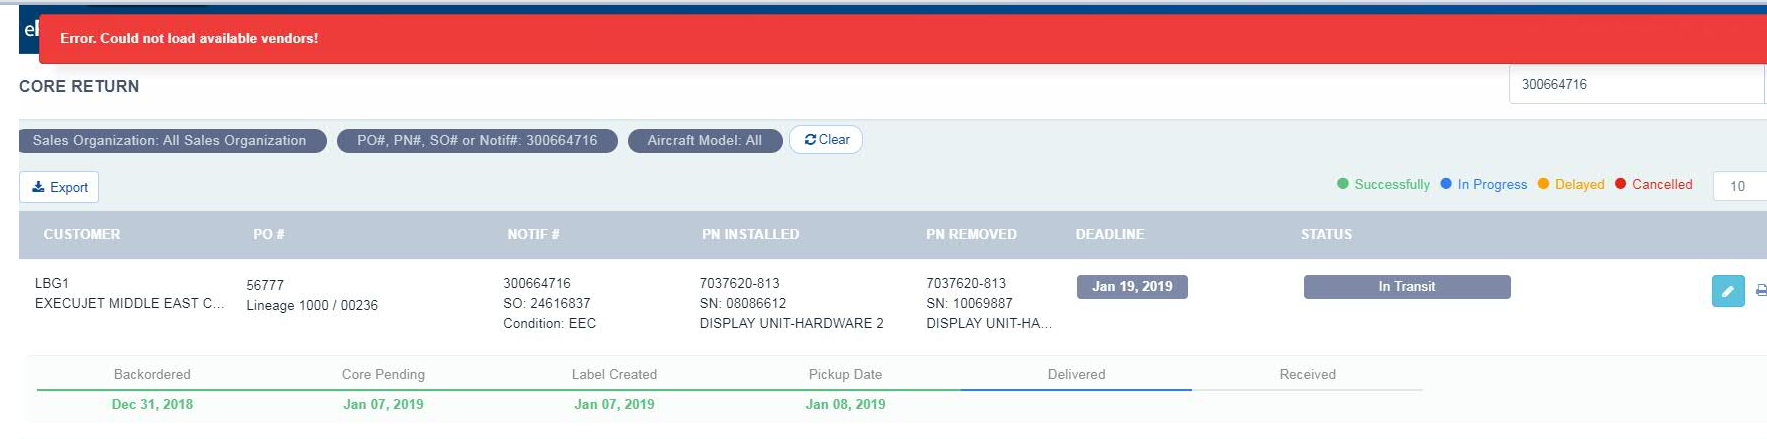 Error. Could not load available vendors!
CORE RETURN
300664716
Sales Organization: All Sales Organization PO#, PN#, SO# or Notif#: 300664716 Aircraft Model: All Clear
Export Successfully In Progress Delayed Cancelled 10
CUSTOMER PO # NOTIF # PN INSTALLED PN REMOVED DEADLINE STATUS
LBG1 56777 300664716 7037620-813 7037620-813 Jan 19, 2019 In Transit
EXECUJET MIDDLE EAST C... Lineage 1000 / 00236 SO: 24616837 SN: 08086612 SN: 10069887
Condition: EEC DISPLAY UNIT-HARDWARE 2 DISPLAY UNIT-HA...
Backordered Core Pending Label Created Pickup Date Delivered Received
Dec 31, 2018 Jan 07, 2019 Jan 07, 2019 Jan 08, 2019